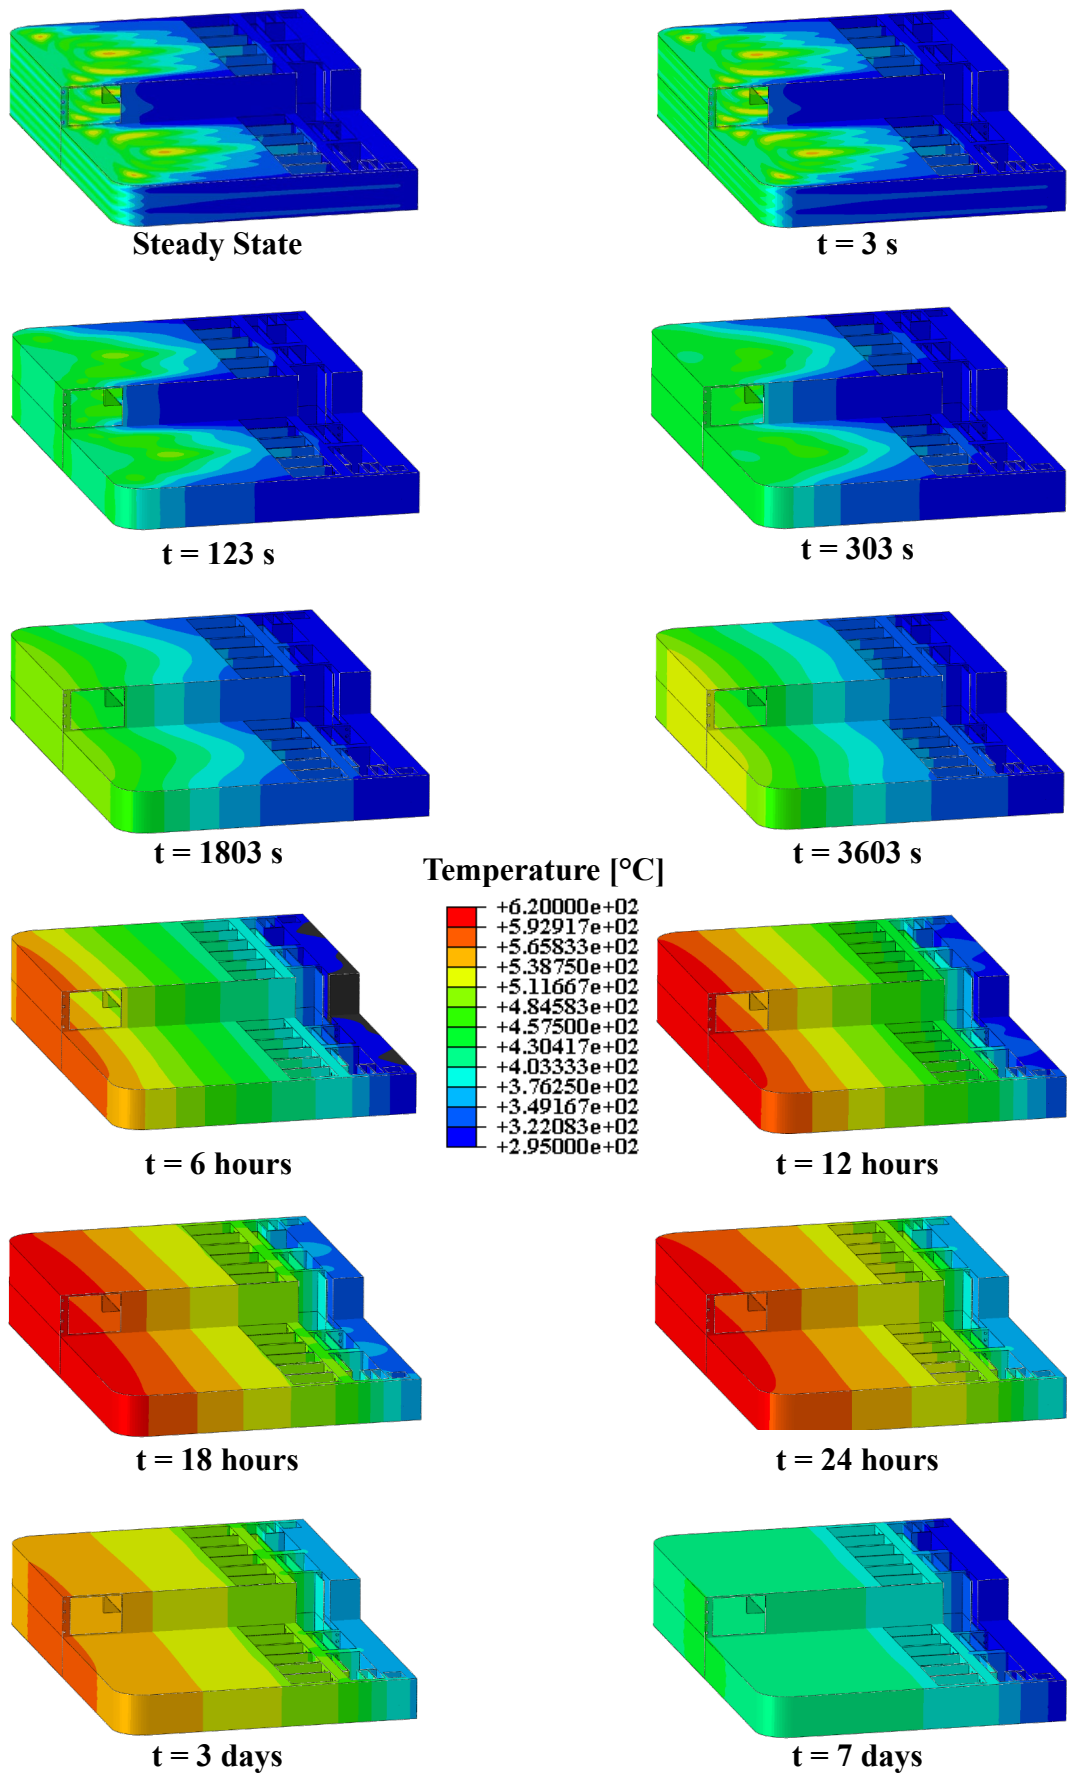 Steady State
t = 3 s
t = 123 s
t = 303 s
t = 1803 s
t = 3603 s
Temperature [°C]
+6.20000e+02
+5.92917e+02
+5.65833e+02
+5.38750e+02
+5.11667e+02
+4.84583e+02
+4.57500e+02
+4.30417e+02
+4.03333e+02
+3.76250e+02
+3.49167e+02
+3.22083e+02
+2.95000e+02
t = 6 hours
t = 12 hours
t = 18 hours
t = 24 hours
t = 3 days
t = 7 days